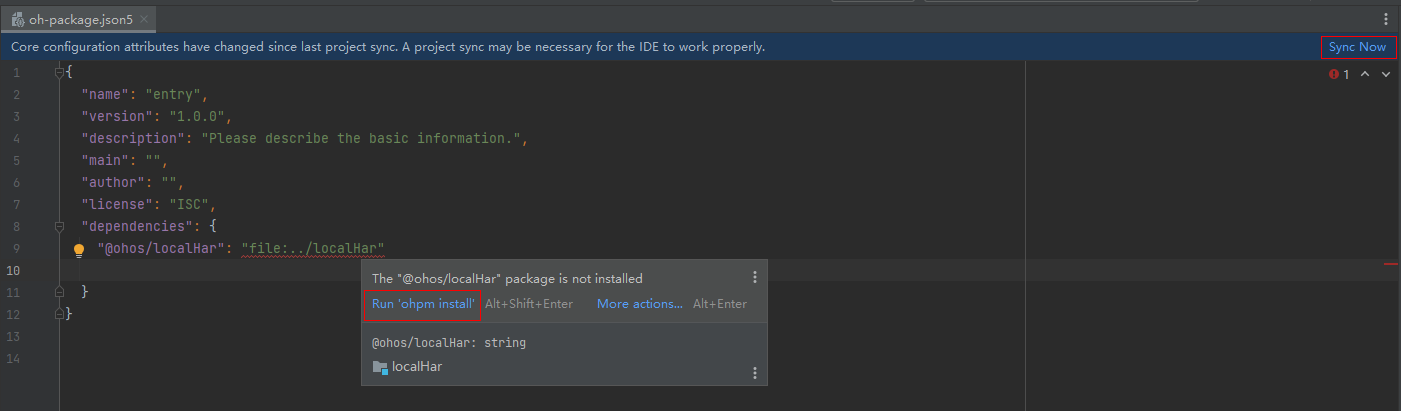 oh-package.json5
Core configuration attributes have changed since last project sync. A project sync may be necessary for the IDE to work properly.
Sync Now
1 {
1
2 "name": "entry",
3 "version": "1.0.0",
4 "description": "Please describe the basic information.",
5 "main": "",
6 "author": "",
7 "license": "ISC",
8 "dependencies": {
9 "@ohos/localHar": "file:../localHar"
10
The "@ohos/localHar" package is not installed
11 }
Run 'ohpm install' Alt+Shift+Enter More actions... Alt+Enter
12 }
13
@ohos/localHar: string
14
localHar